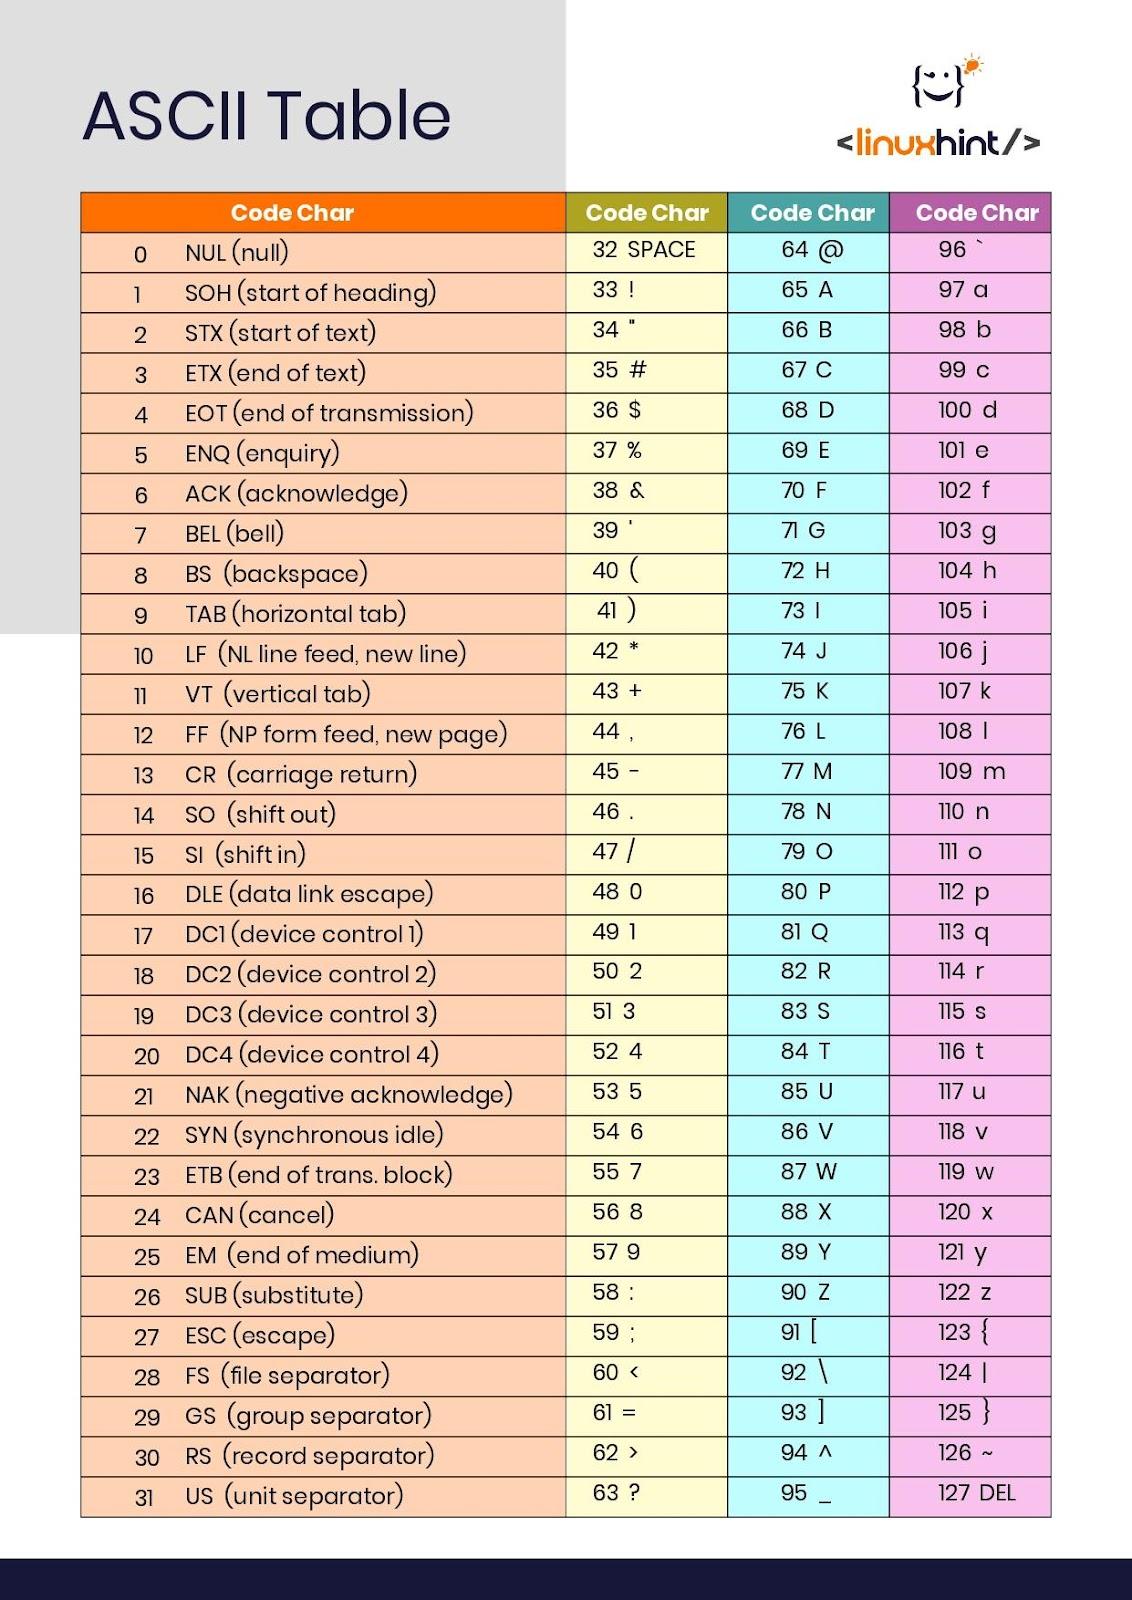 ASCII Table
<linuxhint/>
Code Char Code Char Code Char Code Char
0 NUL (null) 32 SPACE 64 @ 96 `
1 SOH (start of heading) 33 ! 65 A 97 a
2 STX (start of text) 34 " 66 B 98 b
3 ETX (end of text) 35 # 67 C 99 c
4 EOT (end of transmission) 36 $ 68 D 100 d
5 ENQ (enquiry) 37 % 69 E 101 e
6 ACK (acknowledge) 38 & 70 F 102 f
7 BEL (bell) 39 ' 71 G 103 g
8 BS (backspace) 40 ( 72 H 104 h
9 TAB (horizontal tab) 41 ) 73 I 105 i
10 LF (NL line feed, new line) 42 * 74 J 106 j
11 VT (vertical tab) 43 + 75 K 107 k
12 FF (NP form feed, new page) 44 , 76 L 108 l
13 CR (carriage return) 45 - 77 M 109 m
14 SO (shift out) 46 . 78 N 110 n
15 SI (shift in) 47 / 79 O 111 o
16 DLE (data link escape) 48 0 80 P 112 p
17 DC1 (device control 1) 49 1 81 Q 113 q
18 DC2 (device control 2) 50 2 82 R 114 r
19 DC3 (device control 3) 51 3 83 S 115 s
20 DC4 (device control 4) 52 4 84 T 116 t
21 NAK (negative acknowledge) 53 5 85 U 117 u
22 SYN (synchronous idle) 54 6 86 V 118 v
23 ETB (end of trans. block) 55 7 87 W 119 w
24 CAN (cancel) 56 8 88 X 120 x
25 EM (end of medium) 57 9 89 Y 121 y
26 SUB (substitute) 58 : 90 Z 122 z
27 ESC (escape) 59 ; 91 [ 123 {
28 FS (file separator) 60 < 92 \ 124 |
29 GS (group separator) 61 = 93 ] 125 }
30 RS (record separator) 62 > 94 ^ 126 ~
31 US (unit separator) 63 ? 95 _ 127 DEL